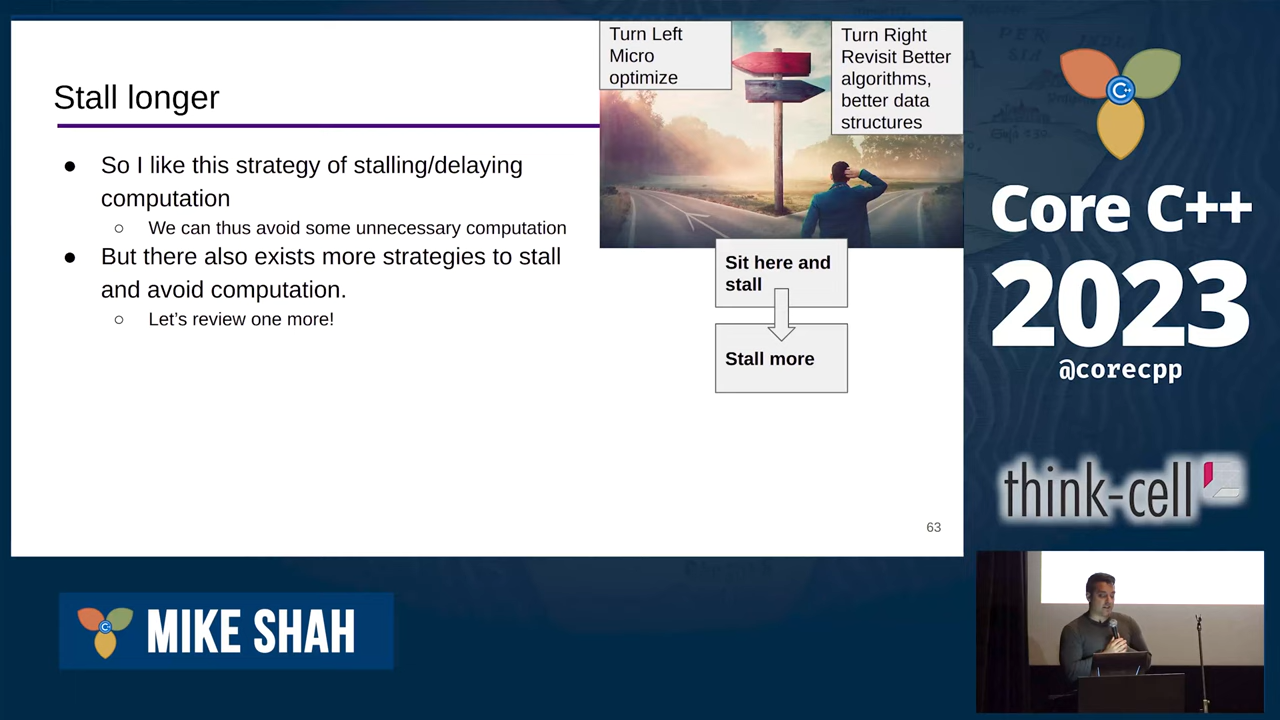 Stall longer
● So I like this strategy of stalling/delaying
computation
○ We can thus avoid some unnecessary computation
● But there also exists more strategies to stall
and avoid computation.
○ Let’s review one more!
Turn Left
Micro
optimize
Turn Right
Revisit Better
algorithms,
better data
structures
Sit here and
stall
Stall more
63
C++
Core C++
2023
@corecpp
think-cell
C++
MIKE SHAH